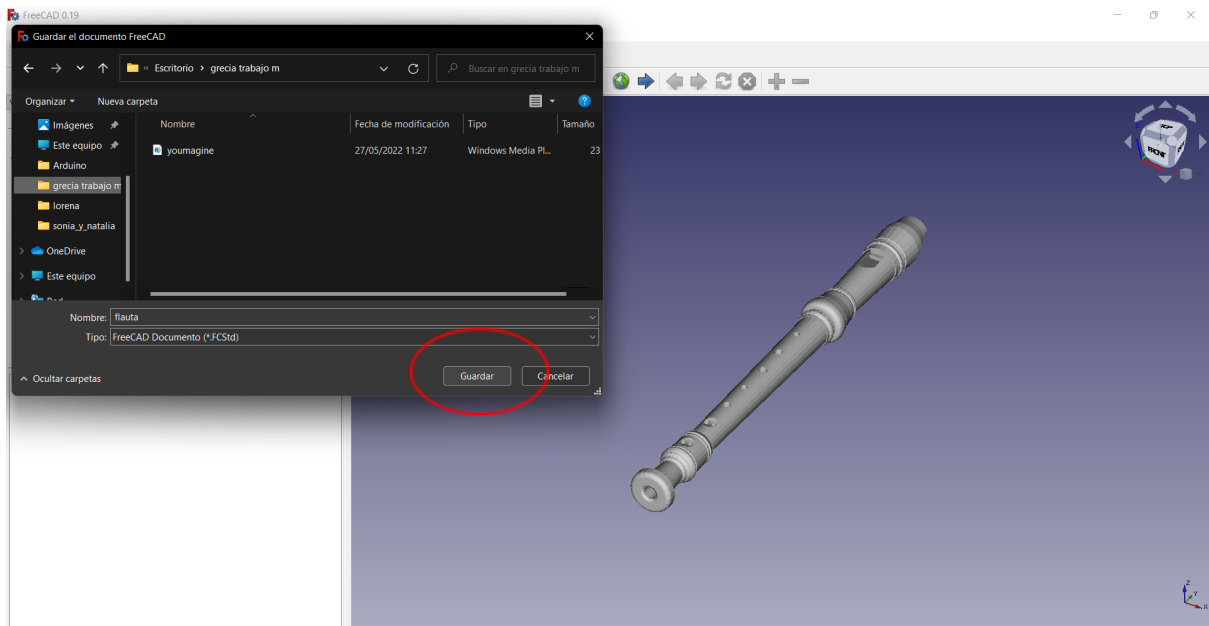 FreeCAD 0.19
Guardar el documento FreeCAD
« Escritorio › grecia trabajo m
Buscar en grecia trabajo m
Organizar
Nueva carpeta
Nombre
Fecha de modificación
Tipo
Tamaño
Imágenes
Este equipo
Arduino
grecia trabajo m
lorena
sonia_y_natalia
OneDrive
Este equipo
youmagine
27/05/2022 11:27
Windows Media Pl...
23
Nombre: flauta
Tipo: FreeCAD Documento (*.FCStd)
Ocultar carpetas
Guardar
Cancelar
TOP
FRONT
Z
Y
X